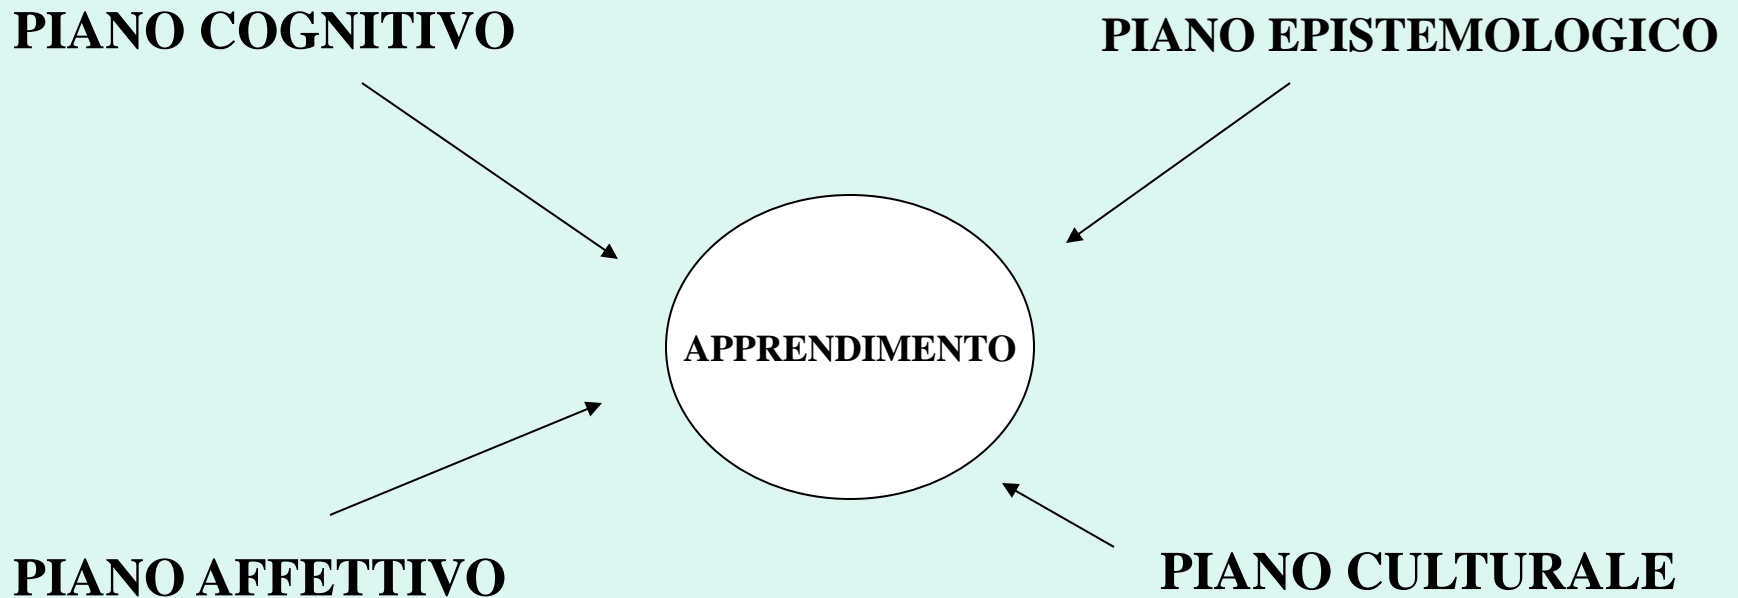 PIANO COGNITIVO
PIANO EPISTEMOLOGICO
APPRENDIMENTO
PIANO AFFETTIVO
PIANO CULTURALE